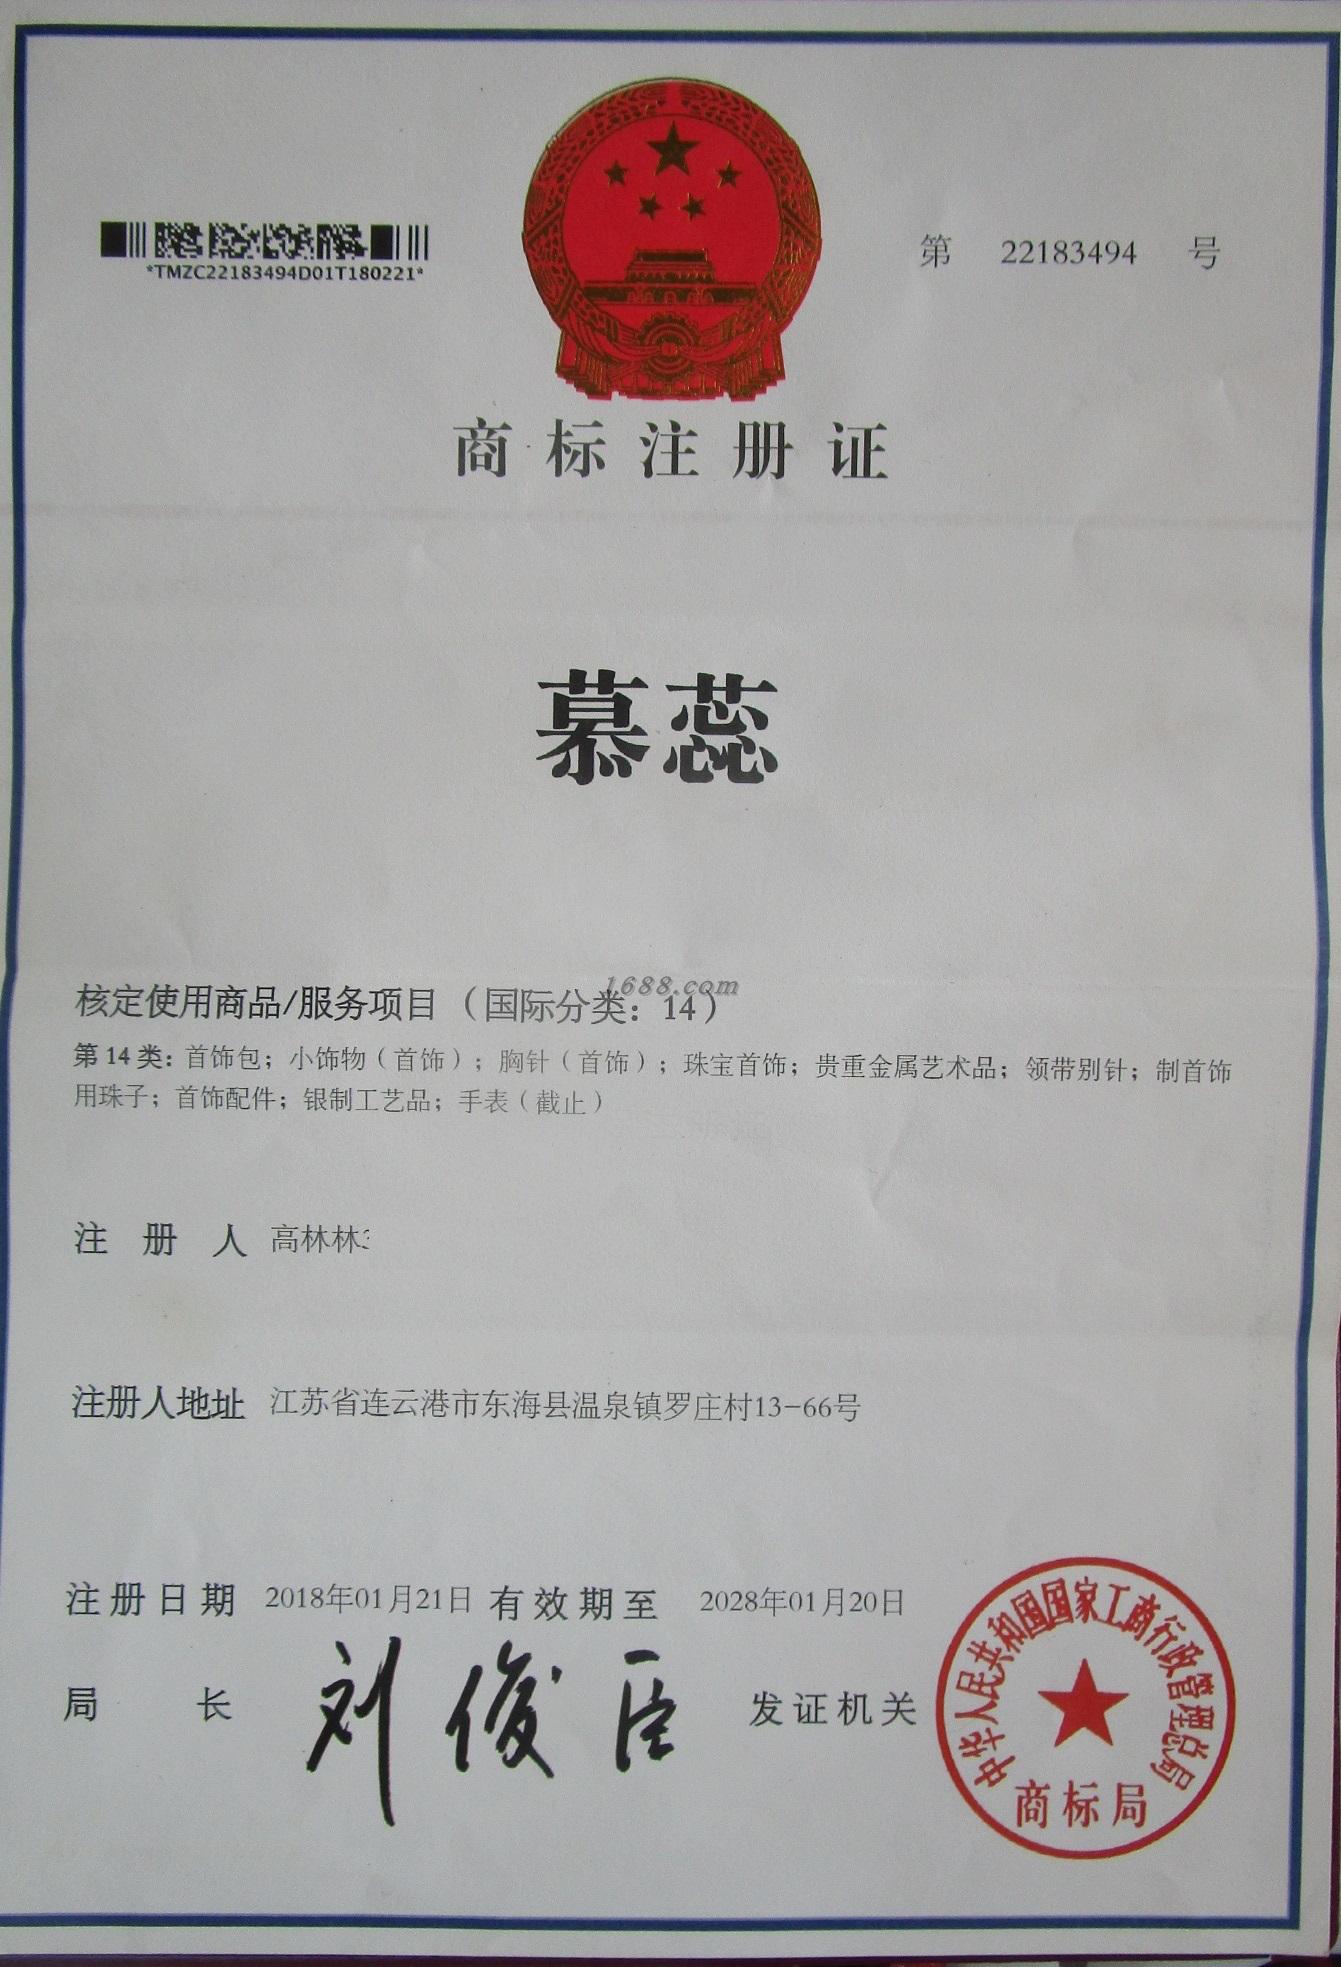 *TMZC22183494D01T180221*
第 22183494 号
商标注册证
慕蕊
1688.com
核定使用商品/服务项目（国际分类：14）
第14类：首饰包；小饰物（首饰）；胸针（首饰）；珠宝首饰；贵重金属艺术品；领带别针；制首饰
用珠子；首饰配件；银制工艺品；手表（截止）
注册人 高林林
注册人地址 江苏省连云港市东海县温泉镇罗庄村13-66号
注册日期 2018年01月21日 有效期至 2028年01月20日
局长 刘俊臣 发证机关
中华人民共和国国家工商行政管理总局
商标局